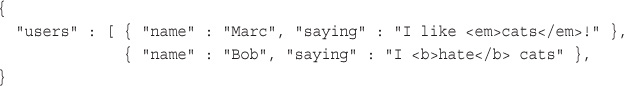 {
  "users" : [ { "name" : "Marc", "saying" : "I like <em>cats</em>!" },
              { "name" : "Bob", "saying" : "I <b>hate</b> cats" },
}